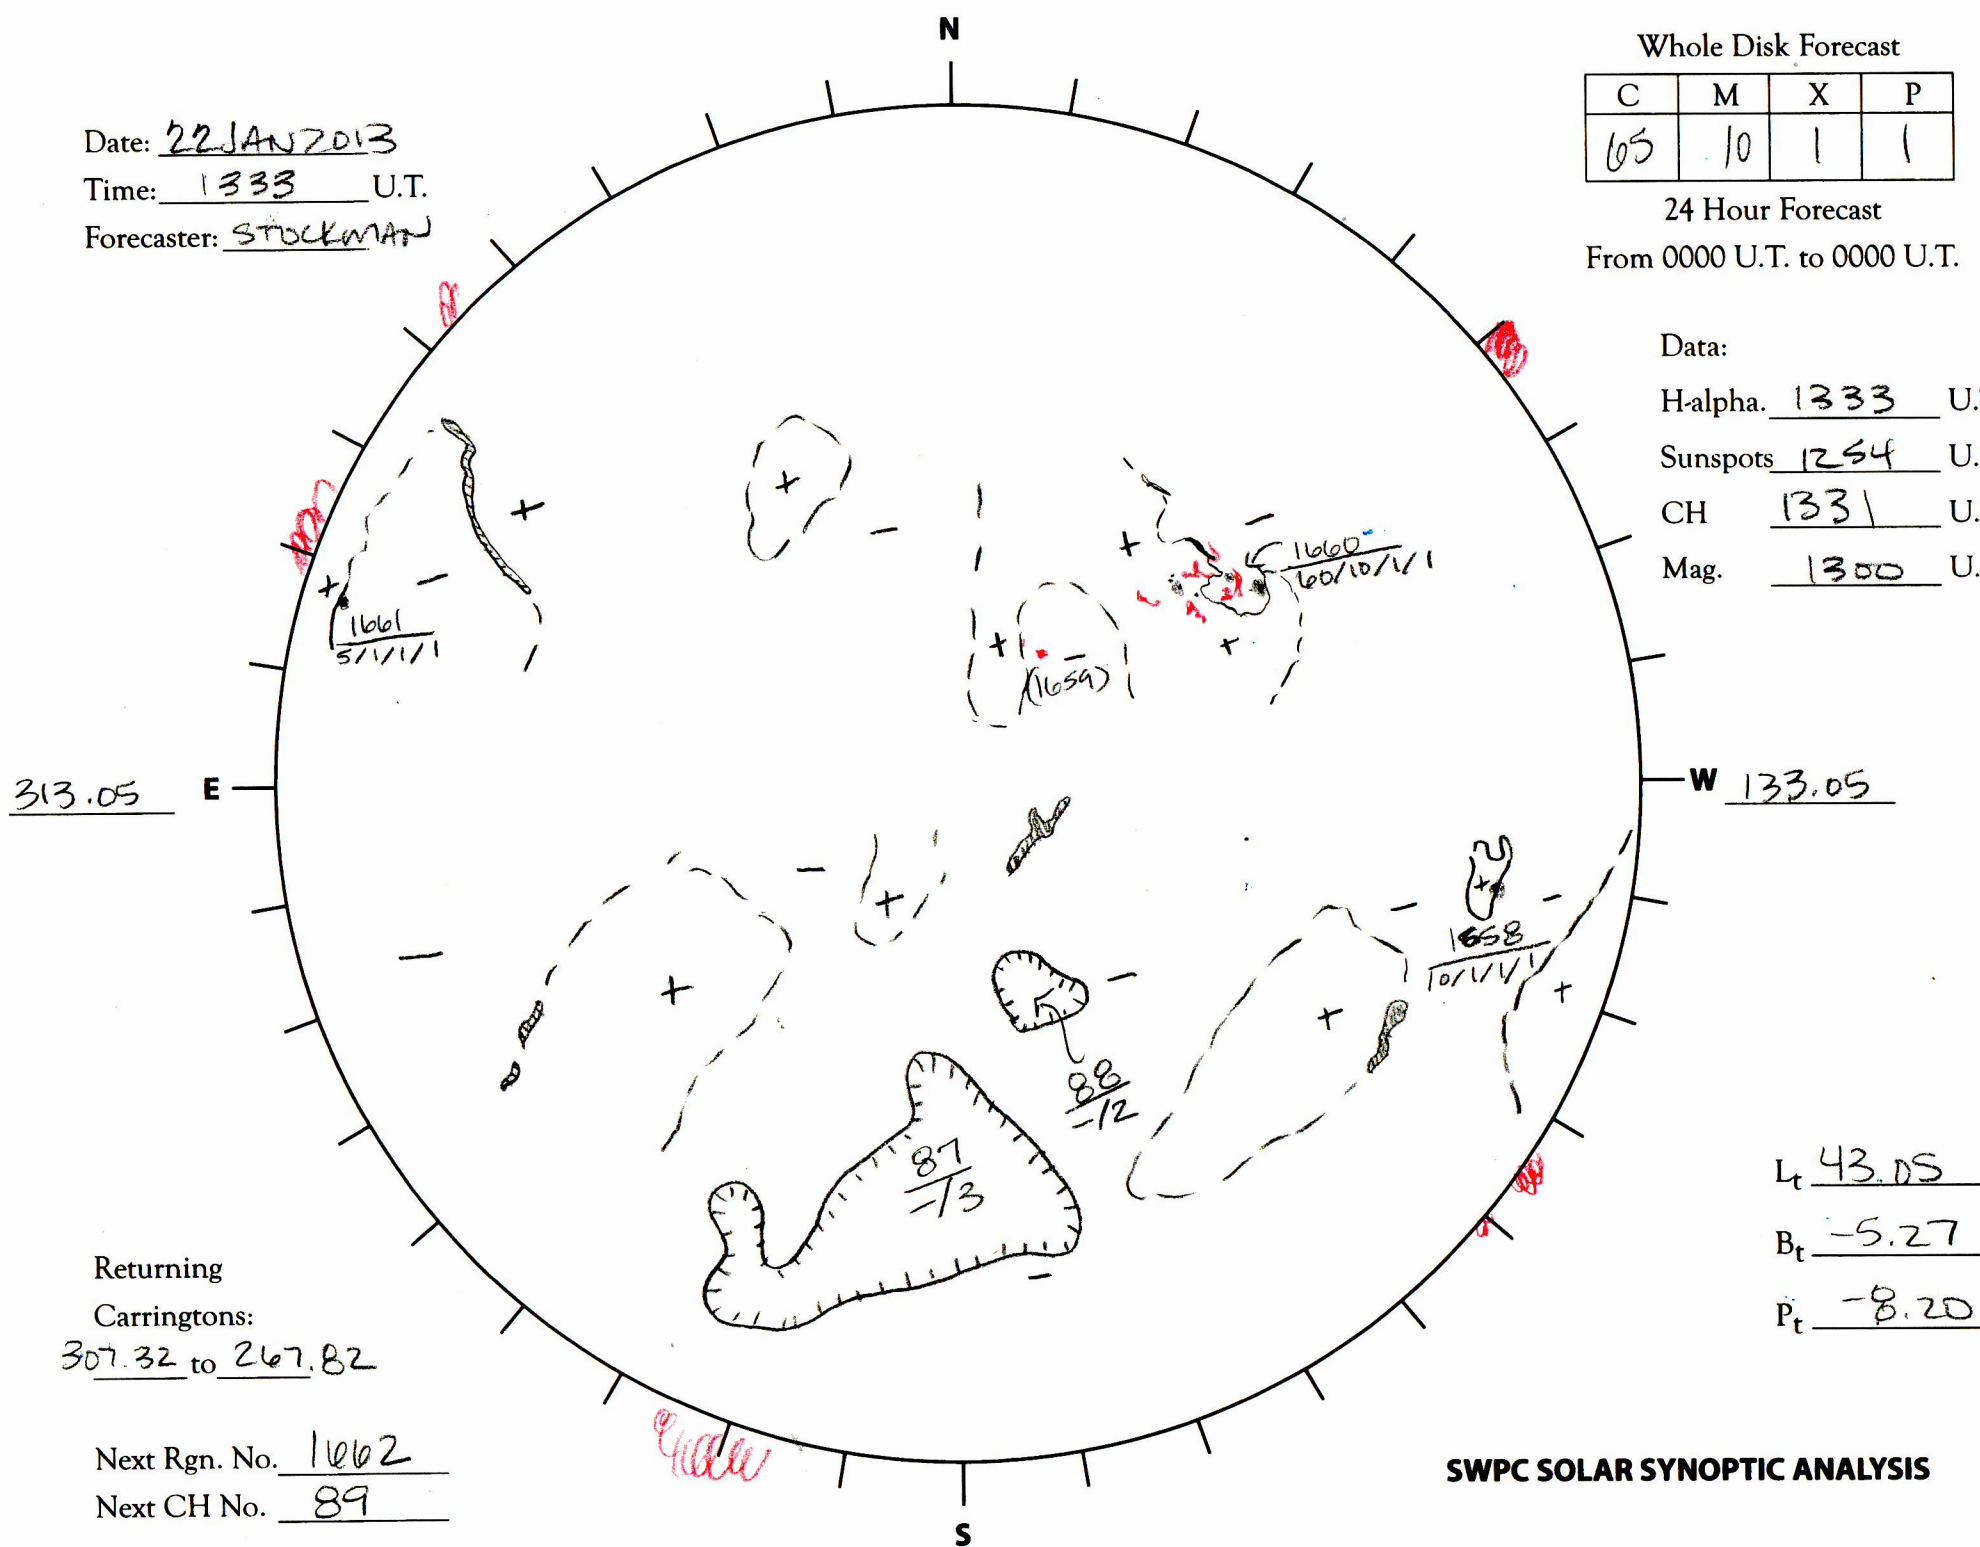 N
Whole Disk Forecast
C M X P
65 10 1 1
24 Hour Forecast
From 0000 U.T. to 0000 U.T.
Date: 22JAN2013
Time: 1333 U.T.
Forecaster: STOCKMAN
Data:
H-alpha. 1333 U.
Sunspots 1254 U.
CH 1331 U.
Mag. 1300 U.
+
+
-
+
-
1660
60/10/1/1
+
-
1661
5/1/1/1
+
-
(1659)
+
313.05 E
W 133.05
-
+
+
-
-
1658
10/1/1/1
-
+
-
+
+
88
-/2
87
-/3
-
Lt 43.05
Bt -5.27
Pt -8.20
Returning
Carringtons:
307.32 to 267.82
Next Rgn. No. 1662
Next CH No. 89
SWPC SOLAR SYNOPTIC ANALYSIS
S